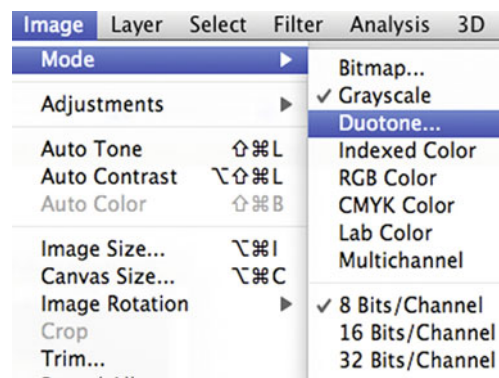 Image Layer Select Filter Analysis 3D
Mode
Adjustments
Auto Tone ⇧⌘L
Auto Contrast ⌥⇧⌘L
Auto Color ⇧⌘B
Image Size... ⌥⌘I
Canvas Size... ⌥⌘C
Image Rotation
Crop
Trim...
Bitmap...
✓ Grayscale
Duotone...
Indexed Color
RGB Color
CMYK Color
Lab Color
Multichannel
✓ 8 Bits/Channel
16 Bits/Channel
32 Bits/Channel